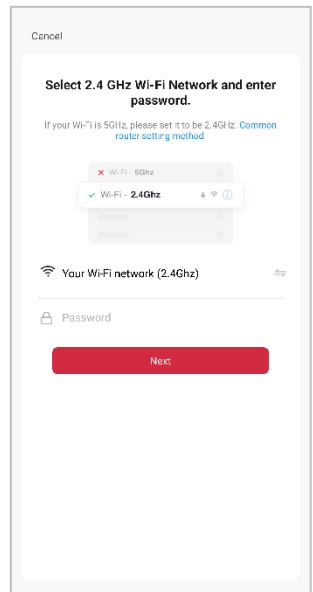 Cancel
Select 2.4 GHz Wi-Fi Network and enter
password.
If your Wi-Fi is 5GHz, please set it to be 2.4GHz. Common
router setting method
Wi-Fi - 5Ghz
Wi-Fi - 2.4Ghz
Your Wi-Fi network (2.4Ghz)
Password
Next